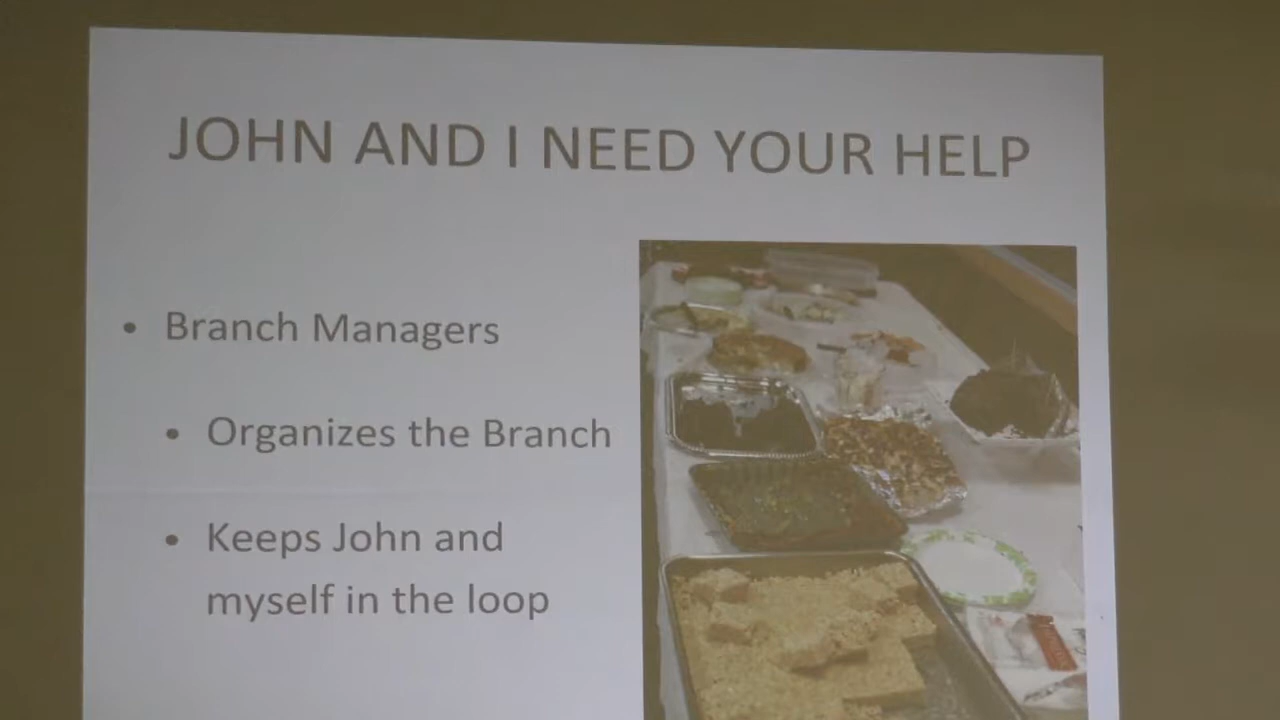 JOHN AND I NEED YOUR HELP
• Branch Managers
• Organizes the Branch
• Keeps John and
myself in the loop